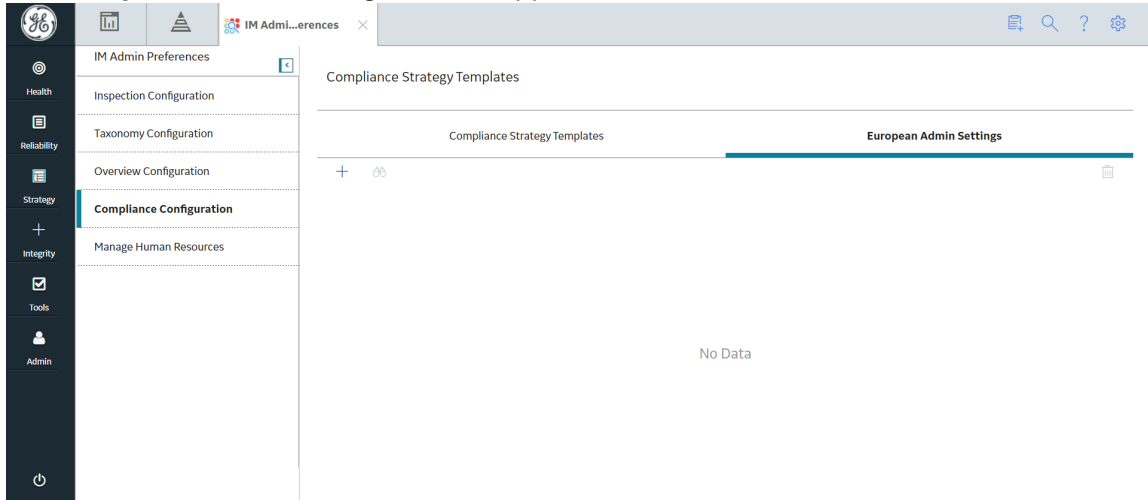 IM Admi...erences
Health
Reliability
Strategy
Integrity
Tools
Admin
IM Admin Preferences
Inspection Configuration
Taxonomy Configuration
Overview Configuration
Compliance Configuration
Manage Human Resources
Compliance Strategy Templates
Compliance Strategy Templates
European Admin Settings
No Data